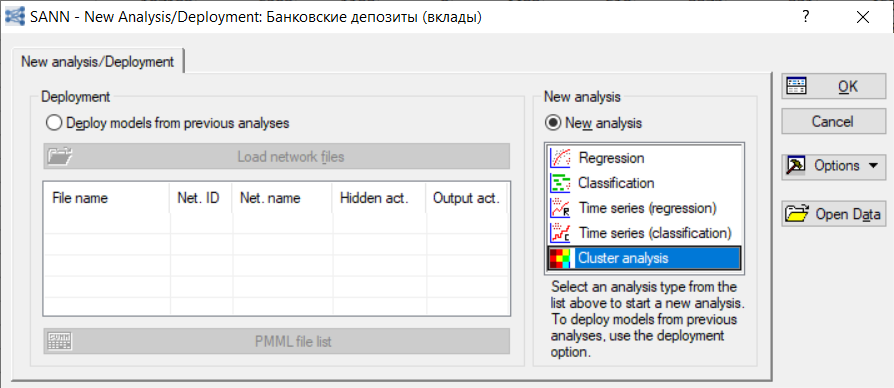 SANN - New Analysis/Deployment: Банковские депозиты (вклады)
?
New analysis/Deployment
Deployment
Deploy models from previous analyses
Load network files
File name Net. ID Net. name Hidden act. Output act.
PMML file list
New analysis
New analysis
Regression
Classification
Time series (regression)
Time series (classification)
Cluster analysis
Select an analysis type from the
list above to start a new analysis.
To deploy models from previous
analyses, use the deployment
option.
OK
Cancel
Options
Open Data